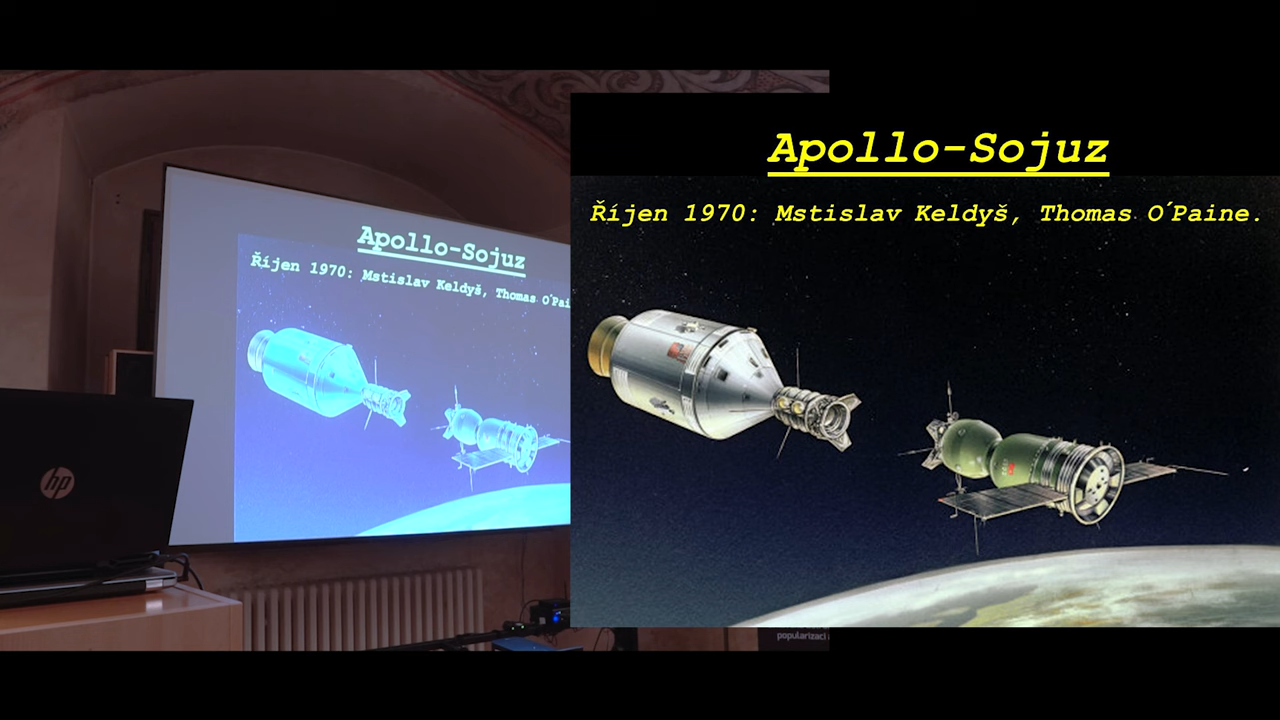 Apollo-Sojuz
Říjen 1970: Mstislav Keldyš, Thomas O´Pai
hp
Apollo-Sojuz
Říjen 1970: Mstislav Keldyš, Thomas O´Paine.
popularizaci